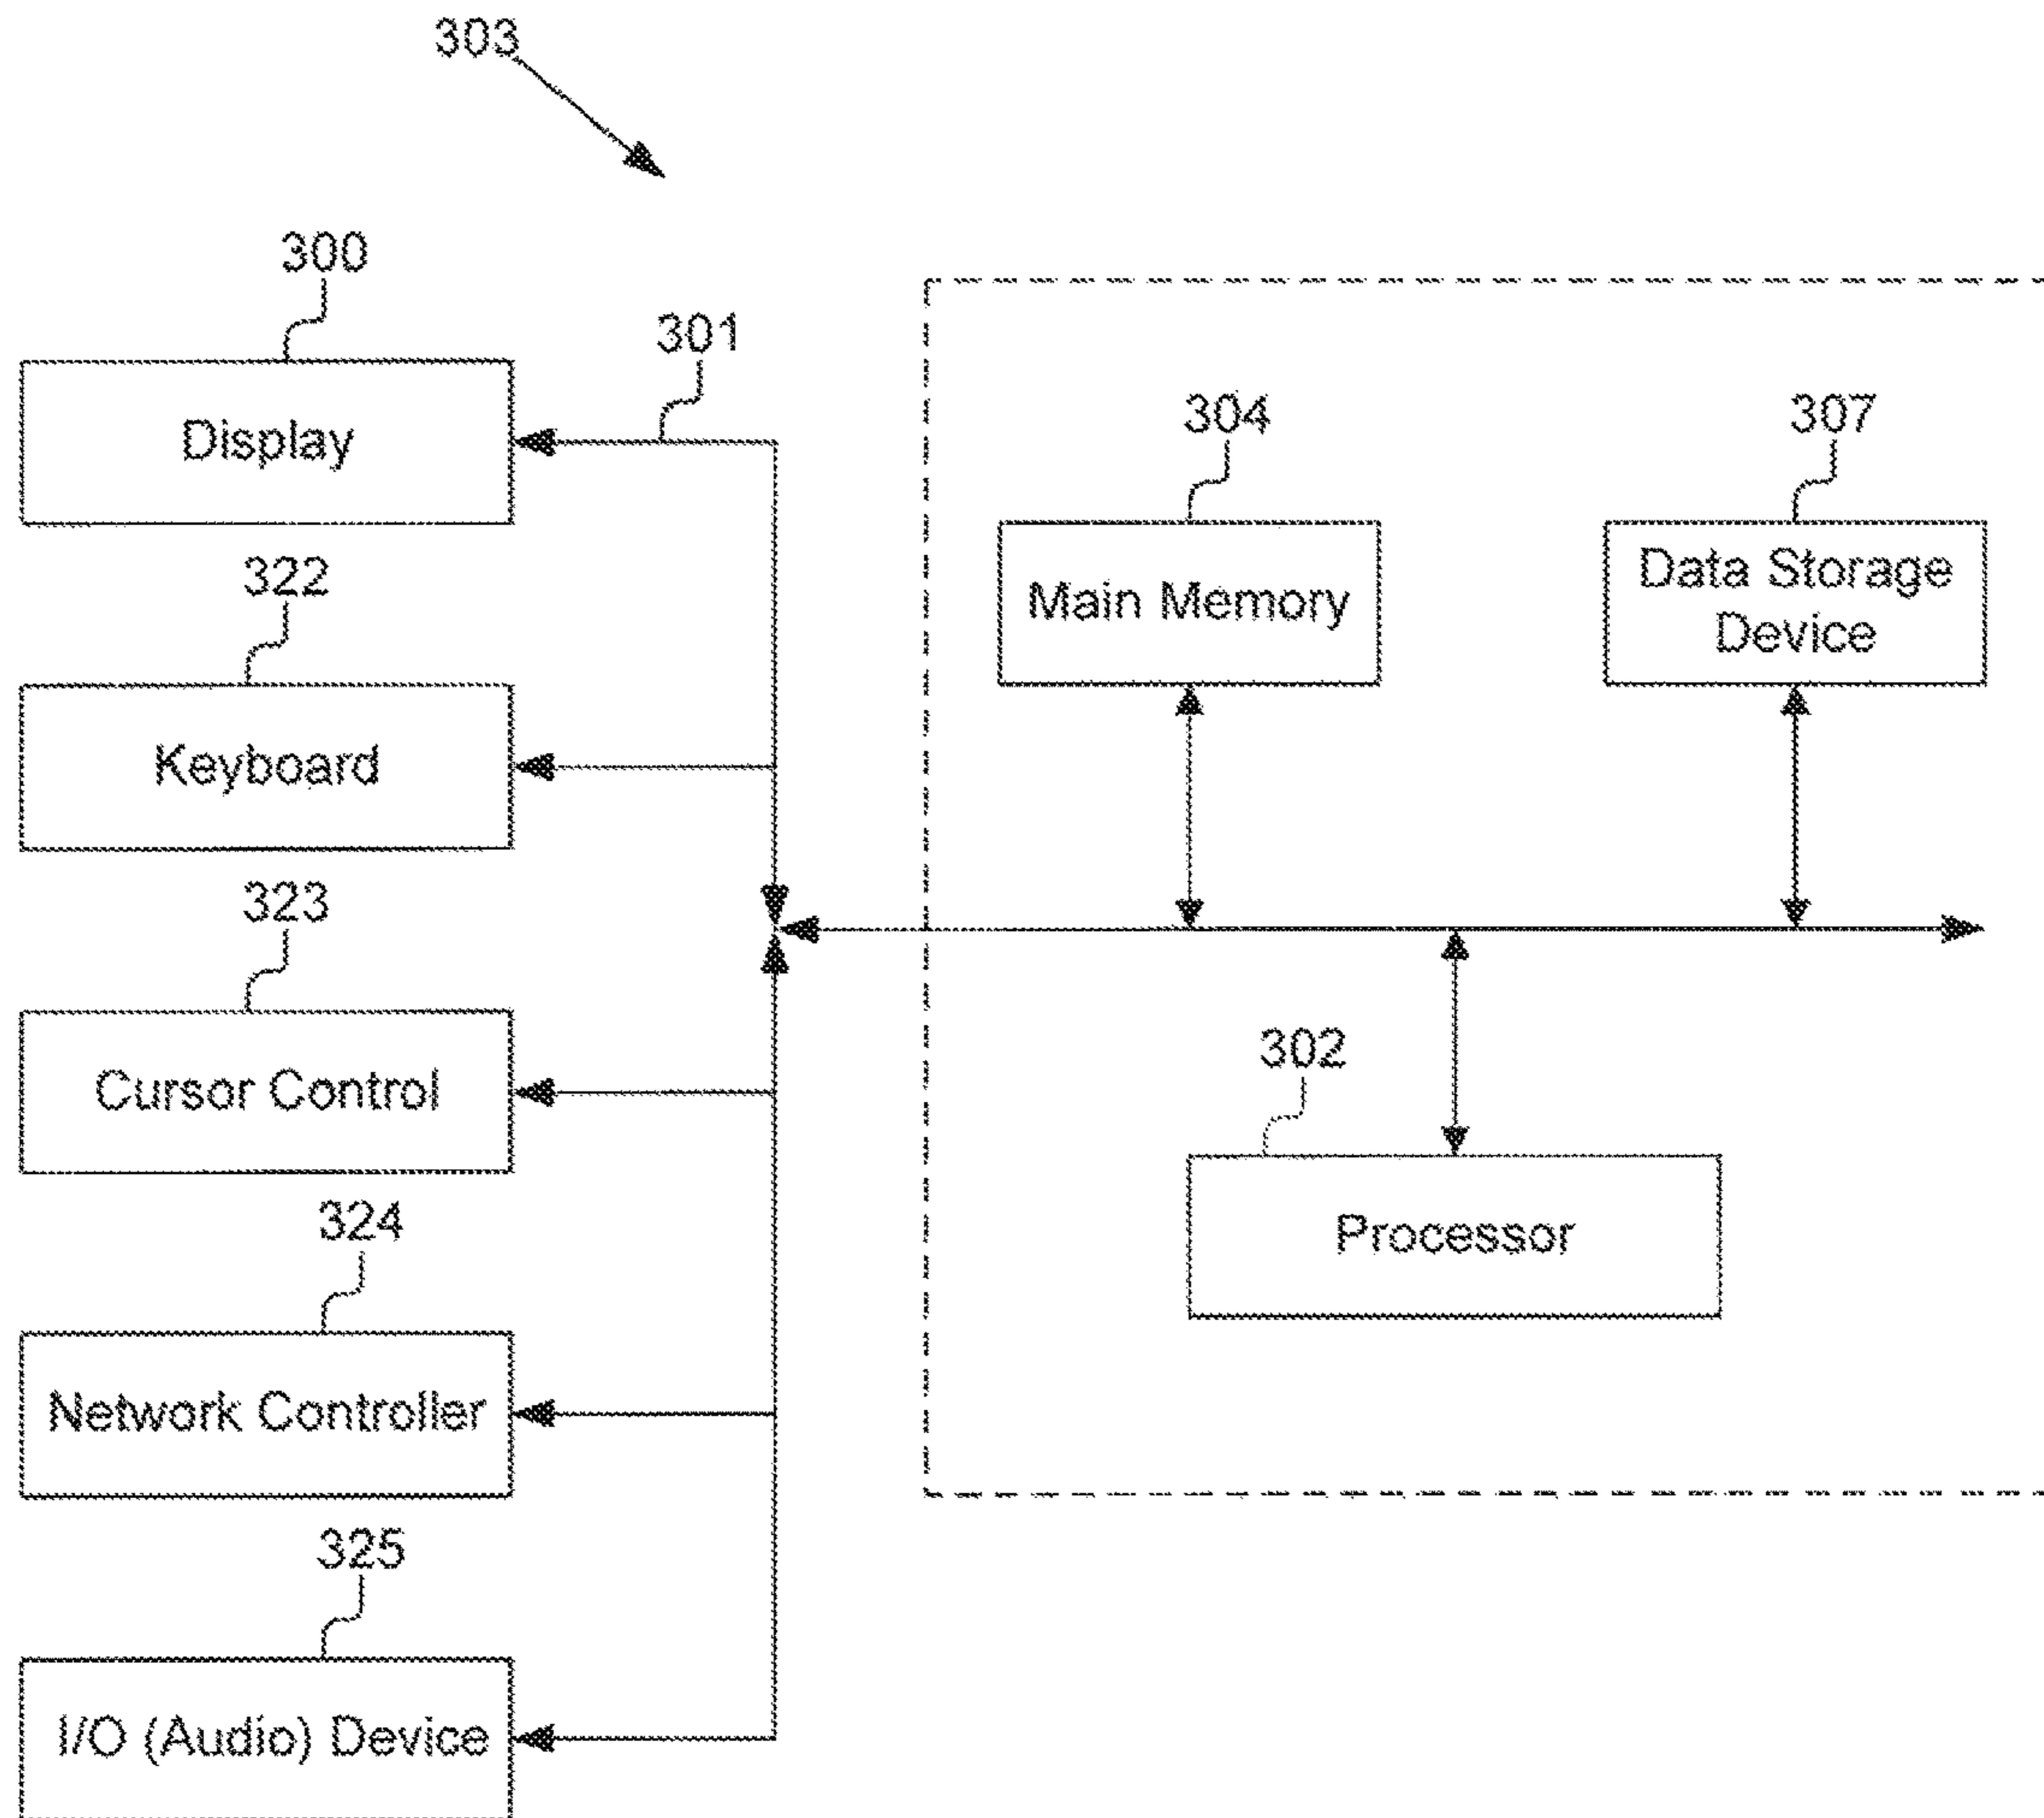 303
300
301
Display
304
307
Main Memory
Data Storage
Device
322
Keyboard
323
Cursor Control
302
Processor
324
Network Controller
325
I/O (Audio) Device